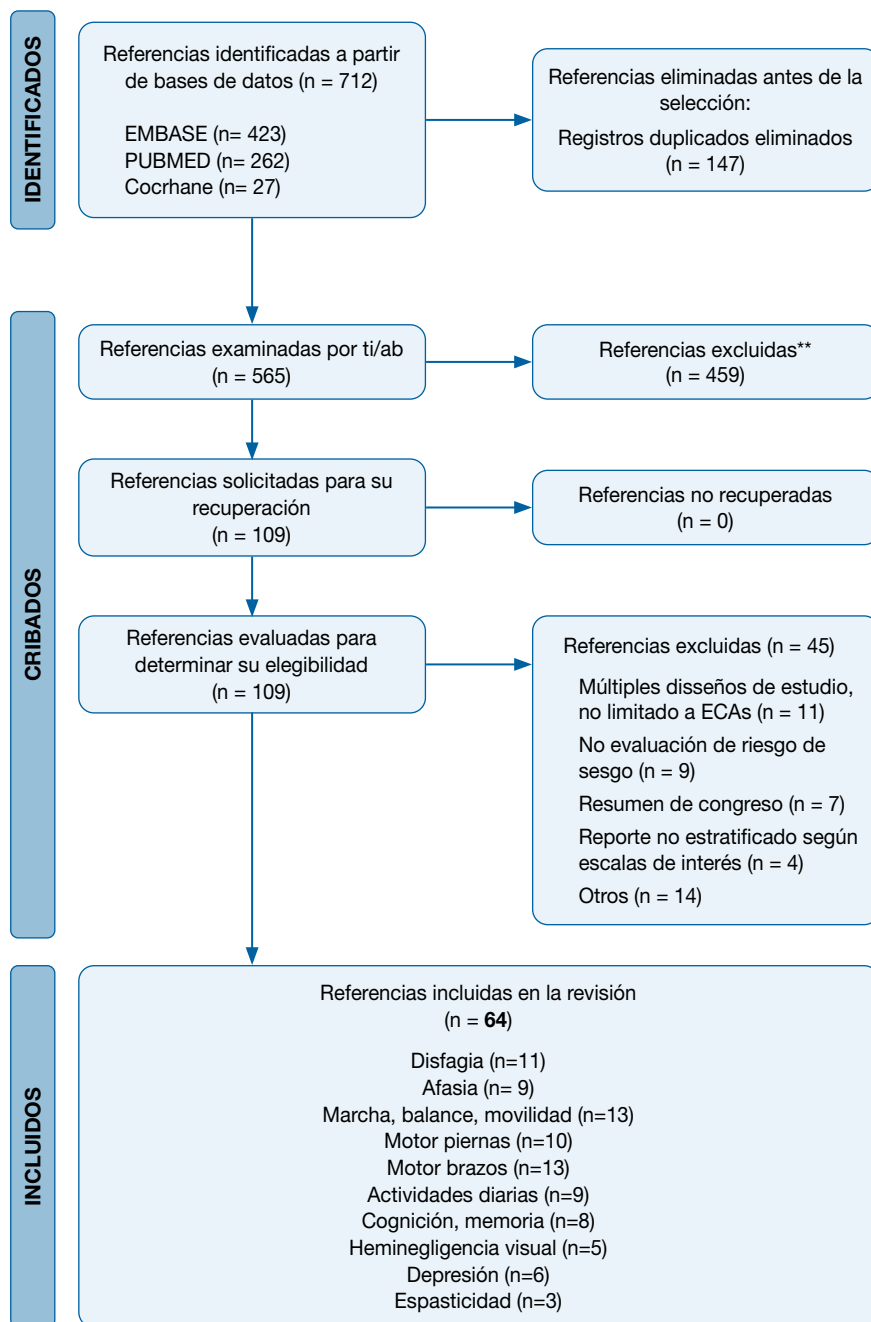 IDENTIFICADOS
Referencias identificadas a partir
de bases de datos (n = 712)
EMBASE (n= 423)
PUBMED (n= 262)
Cocrhane (n= 27)
Referencias eliminadas antes de la
selección:
Registros duplicados eliminados
(n = 147)
CRIBADOS
Referencias examinadas por ti/ab
(n = 565)
Referencias excluidas**
(n = 459)
Referencias solicitadas para su
recuperación
(n = 109)
Referencias no recuperadas
(n = 0)
Referencias evaluadas para
determinar su elegibilidad
(n = 109)
Referencias excluidas (n = 45)
Múltiples disseños de estudio,
no limitado a ECAs (n = 11)
No evaluación de riesgo de
sesgo (n = 9)
Resumen de congreso (n = 7)
Reporte no estratificado según
escalas de interés (n = 4)
Otros (n = 14)
INCLUIDOS
Referencias incluidas en la revisión
(n = 64)
Disfagia (n=11)
Afasia (n= 9)
Marcha, balance, movilidad (n=13)
Motor piernas (n=10)
Motor brazos (n=13)
Actividades diarias (n=9)
Cognición, memoria (n=8)
Heminegligencia visual (n=5)
Depresión (n=6)
Espasticidad (n=3)